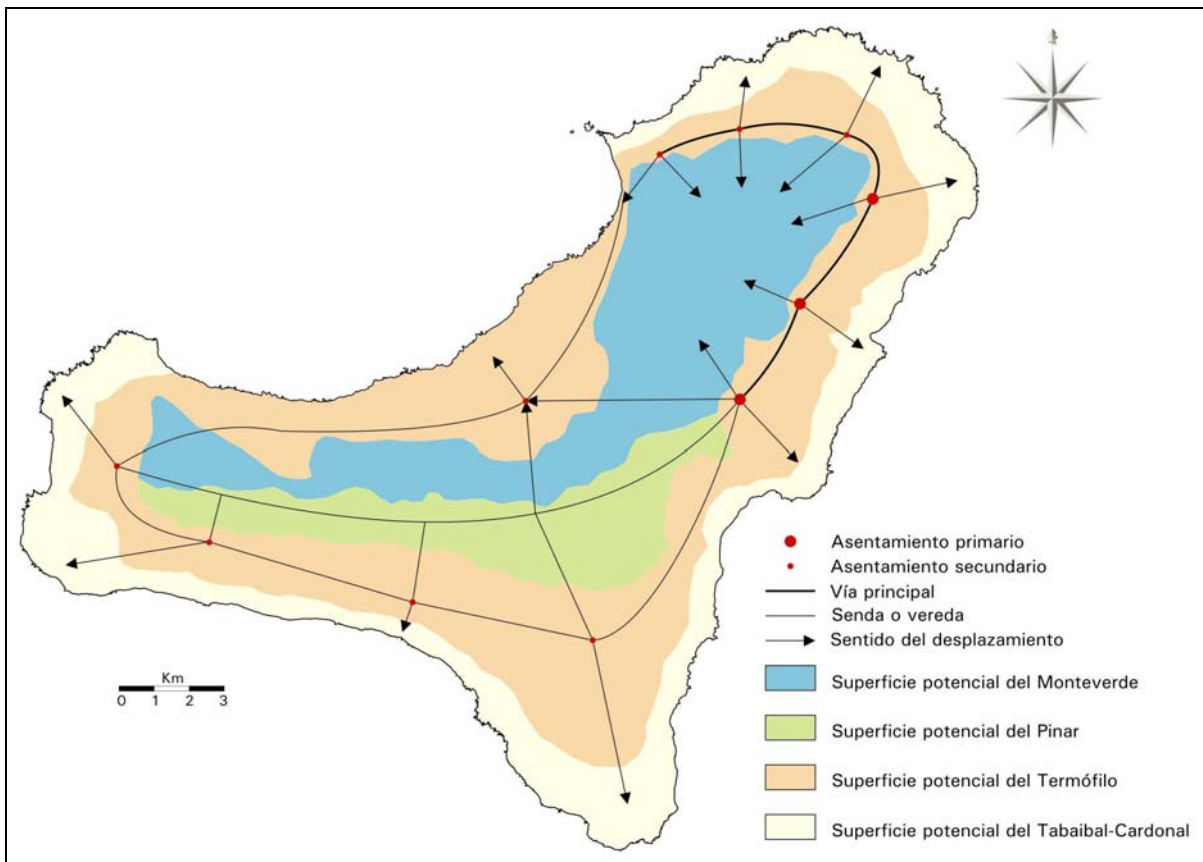 Asentamiento primario
Asentamiento secundario
Vía principal
Senda o vereda
Sentido del desplazamiento
Superficie potencial del Monteverde
Superficie potencial del Pinar
Superficie potencial del Termófilo
Superficie potencial del Tabaibal-Cardonal
Km
0 1 2 3